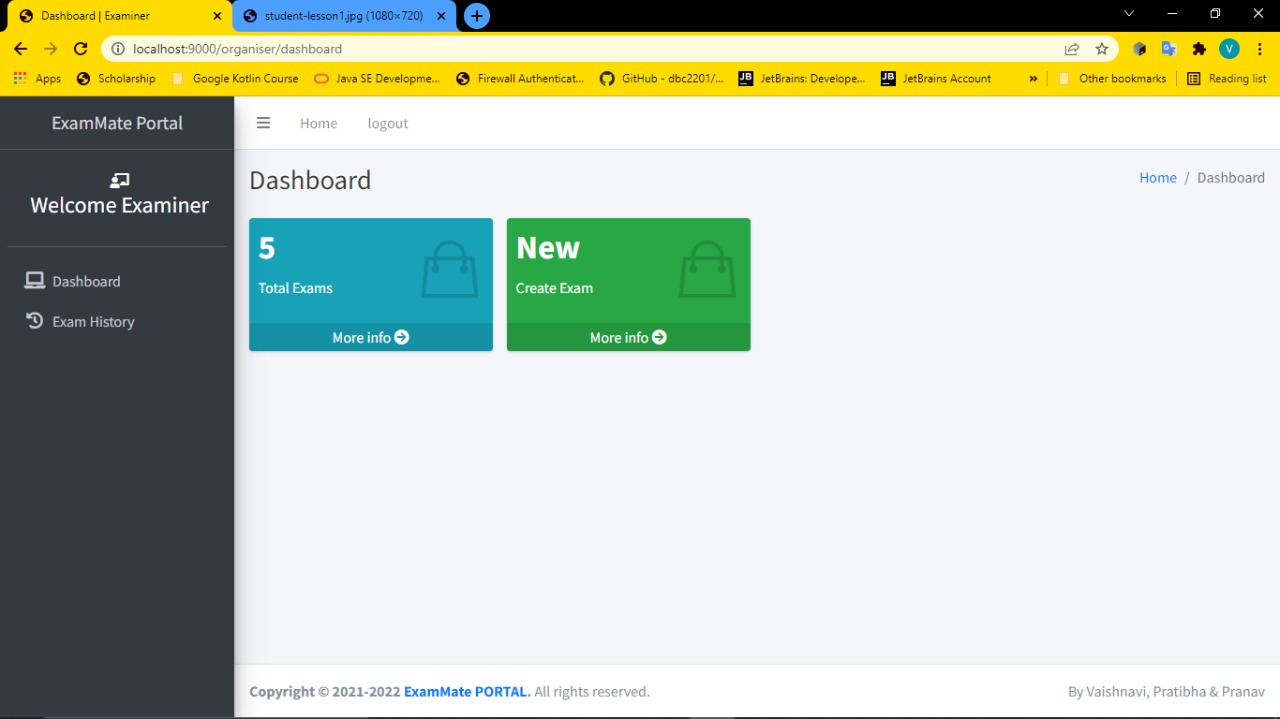 Dashboard | Examiner
student-lesson1.jpg (1080×720)
localhost:9000/organiser/dashboard
V
Apps
Scholarship
Google Kotlin Course
Java SE Developme...
Firewall Authenticat...
GitHub - dbc2201/...
JB
JetBrains: Develope...
JB
JetBrains Account
»
Other bookmarks
Reading list
ExamMate Portal
Home
logout
Welcome Examiner
Dashboard
Exam History
Dashboard
Home / Dashboard
5
Total Exams
More info
New
Create Exam
More info
Copyright © 2021-2022 ExamMate PORTAL. All rights reserved.
By Vaishnavi, Pratibha & Pranav